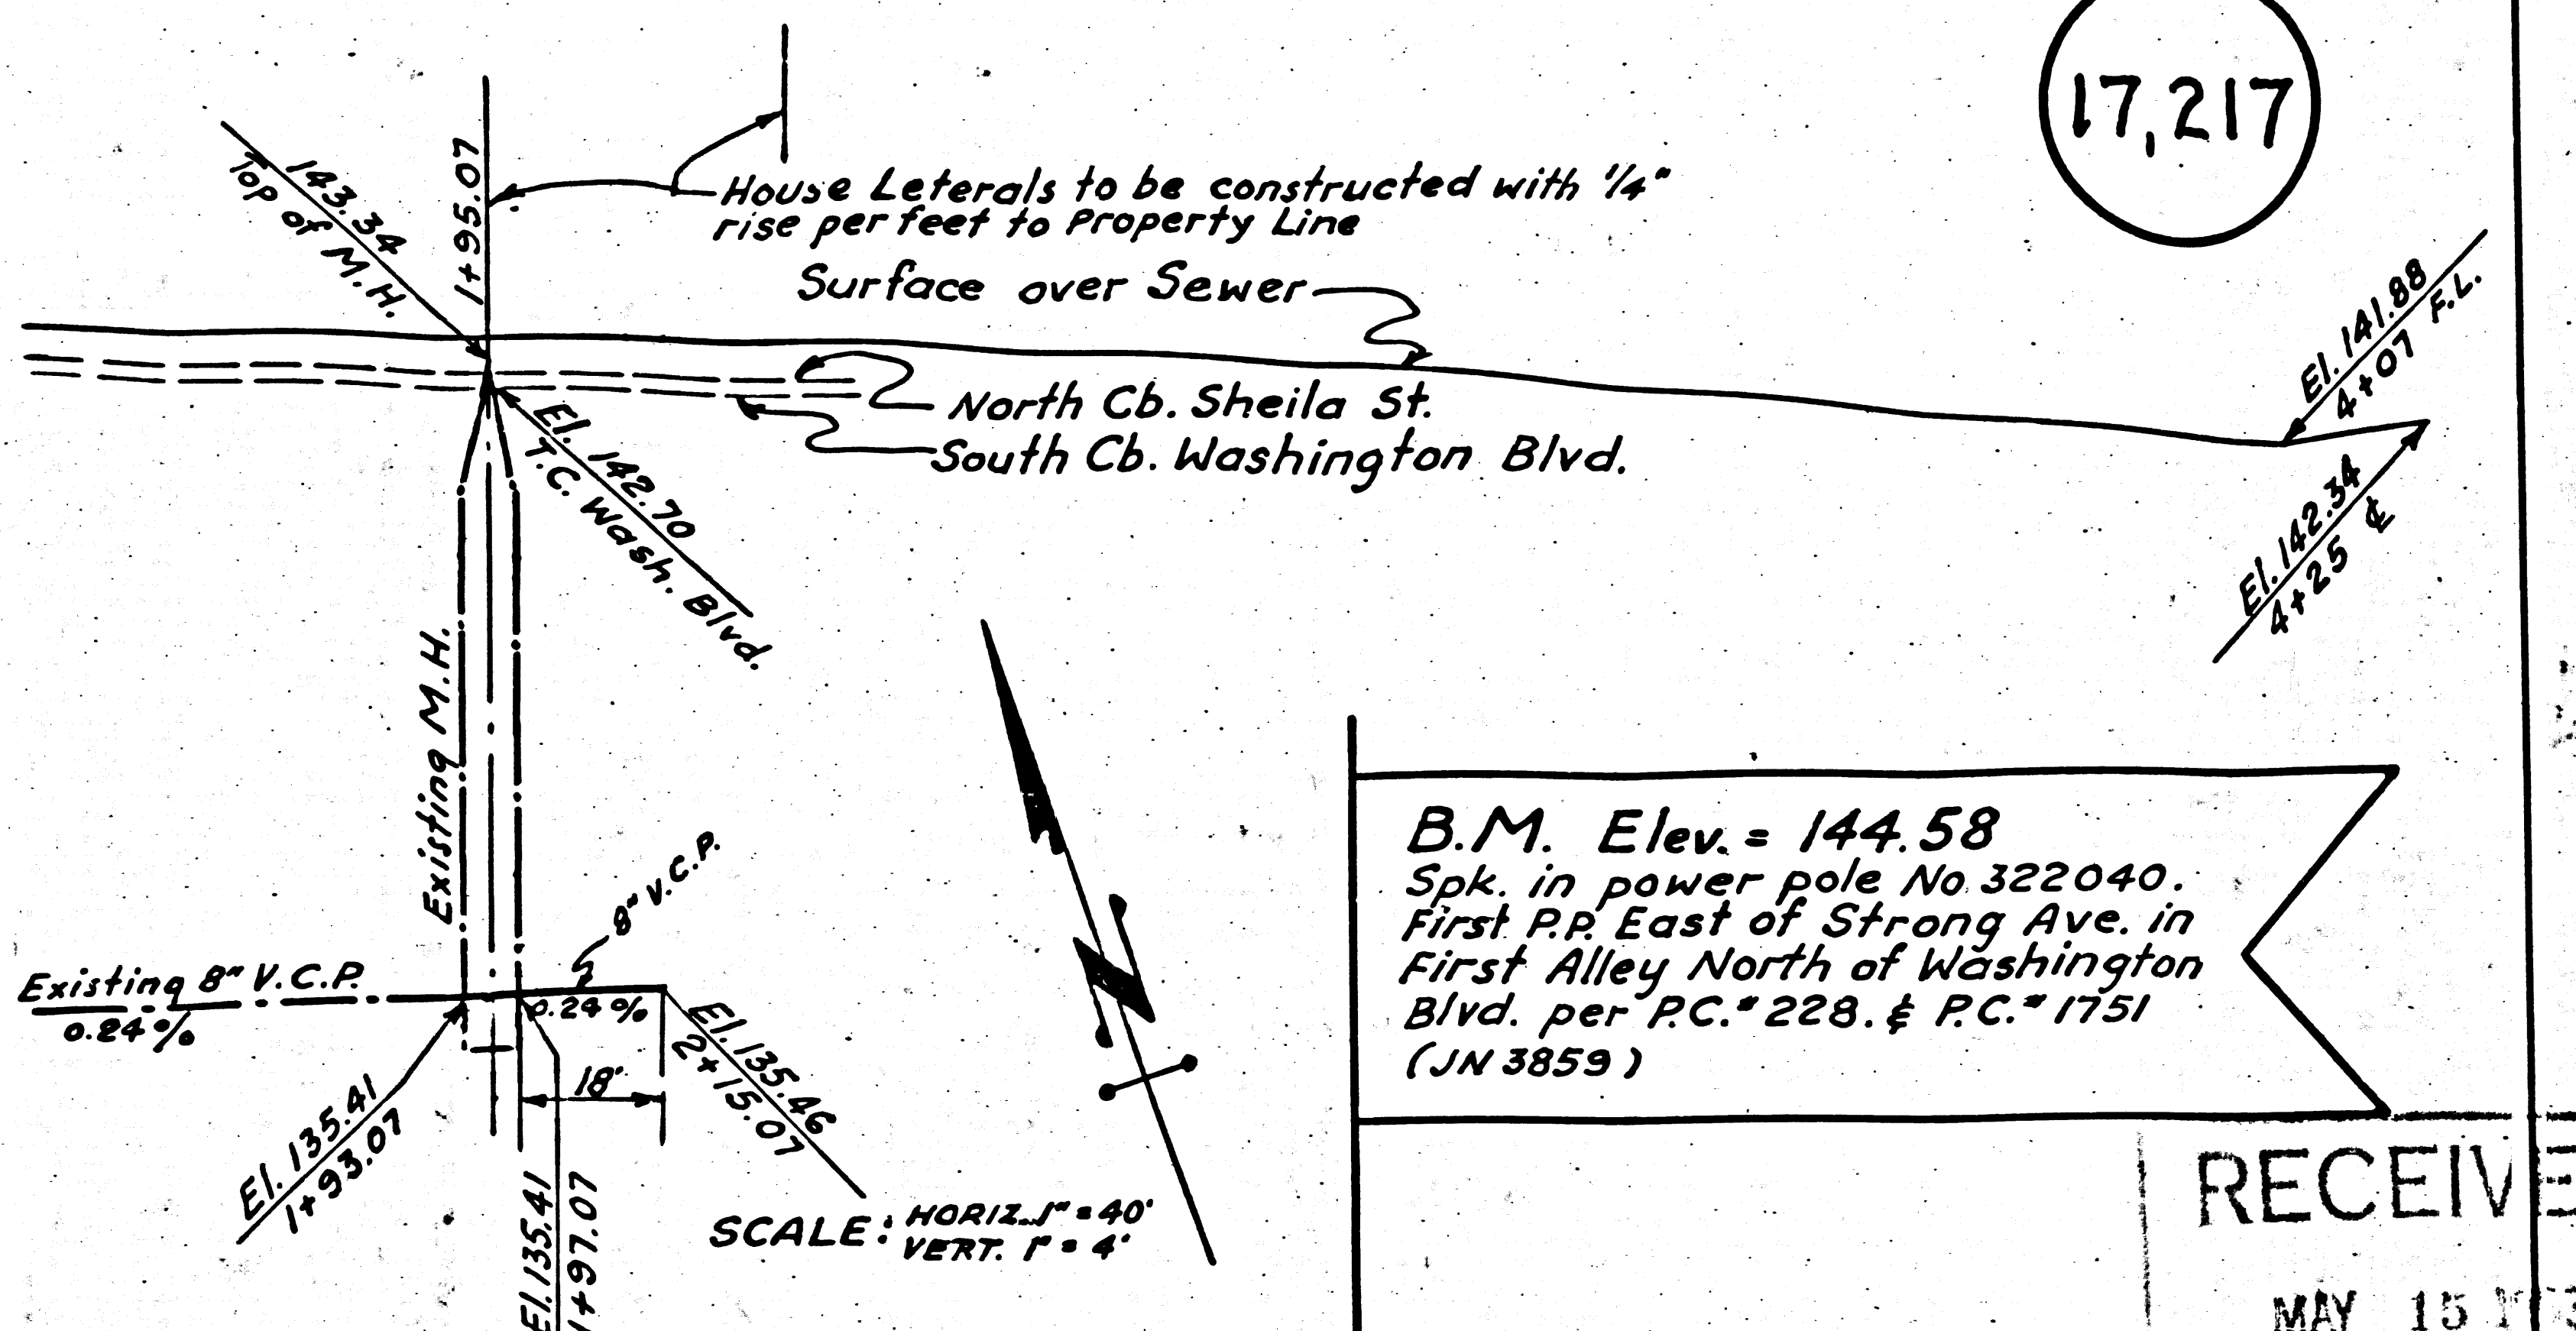 17,217
143.34
Top of M.H.
1+95.07
House Leterals to be constructed with 1/4"
rise per feet to Property Line
Surface over Sewer
North Cb. Sheila St.
South Cb. Washington Blvd.
El. 142.70
T.C. Wash. Blvd.
El. 141.88
4+07 F.L.
El. 142.34
4+25 ℄
Existing M.H.
8" V.C.P.
Existing 8" V.C.P.
0.24%
0.24%
El. 135.46
2+15.07
18'
El. 135.41
1+93.07
El. 135.41
1+97.07
SCALE: HORIZ. 1" = 40'
VERT. 1" = 4'
N
B.M. Elev. = 144.58
Spk. in power pole No. 322040.
First P.P. East of Strong Ave. in
First Alley North of Washington
Blvd. per P.C.# 228. & P.C.# 1751
(JN 3859)
RECEIVE
MAY 15